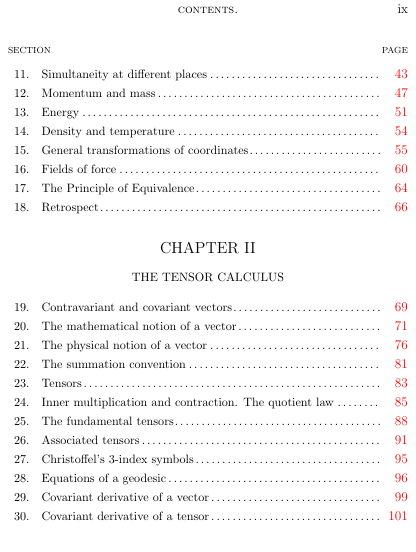 CONTENTS. ix
SECTION PAGE
11. Simultaneity at different places 43
12. Momentum and mass 47
13. Energy 51
14. Density and temperature 54
15. General transformations of coordinates 55
16. Fields of force 60
17. The Principle of Equivalence 64
18. Retrospect 66
CHAPTER II
THE TENSOR CALCULUS
19. Contravariant and covariant vectors 69
20. The mathematical notion of a vector 71
21. The physical notion of a vector 76
22. The summation convention 81
23. Tensors 83
24. Inner multiplication and contraction. The quotient law 85
25. The fundamental tensors 88
26. Associated tensors 91
27. Christoffel's 3-index symbols 95
28. Equations of a geodesic 96
29. Covariant derivative of a vector 99
30. Covariant derivative of a tensor 101